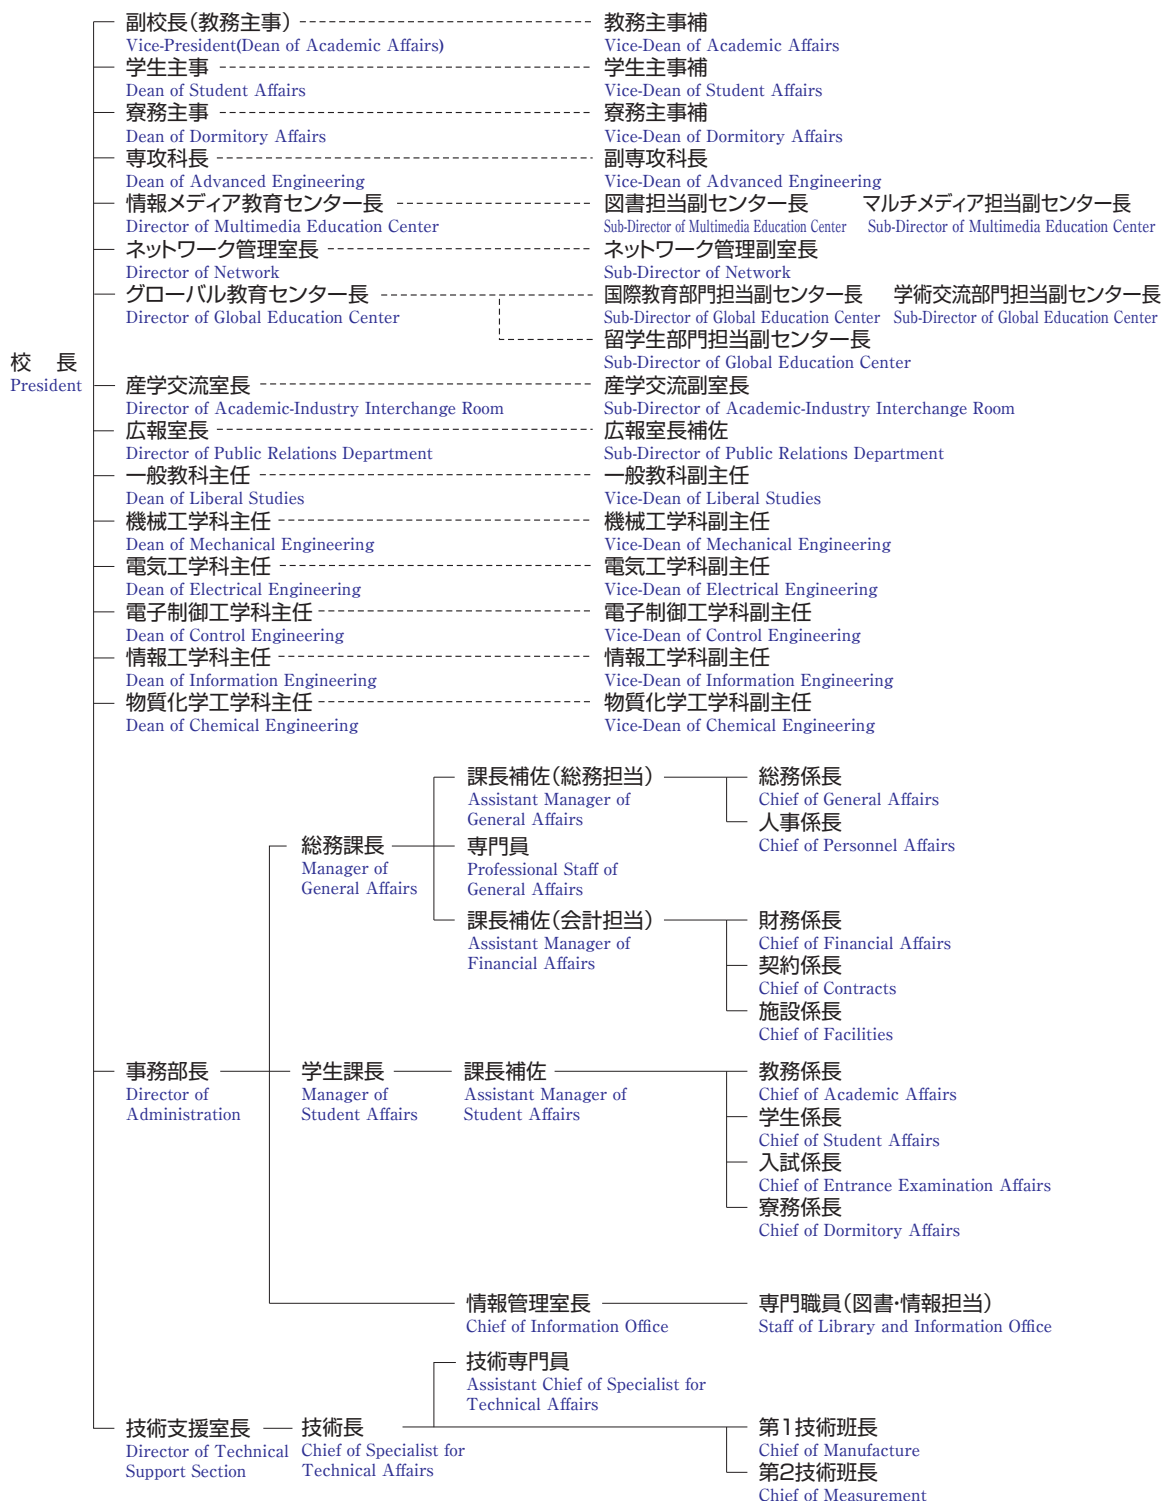 副校長（教務主事） 教務主事補
Vice-President(Dean of Academic Affairs) Vice-Dean of Academic Affairs
学生主事 学生主事補
Dean of Student Affairs Vice-Dean of Student Affairs
寮務主事 寮務主事補
Dean of Dormitory Affairs Vice-Dean of Dormitory Affairs
専攻科長 副専攻科長
Dean of Advanced Engineering Vice-Dean of Advanced Engineering
情報メディア教育センター長 図書担当副センター長 マルチメディア担当副センター長
Director of Multimedia Education Center Sub-Director of Multimedia Education Center Sub-Director of Multimedia Education Center
ネットワーク管理室長 ネットワーク管理副室長
Director of Network Sub-Director of Network
グローバル教育センター長 国際教育部門担当副センター長 学術交流部門担当副センター長
Director of Global Education Center Sub-Director of Global Education Center Sub-Director of Global Education Center
留学生部門担当副センター長
Sub-Director of Global Education Center
校　長
President
産学交流室長 産学交流副室長
Director of Academic-Industry Interchange Room Sub-Director of Academic-Industry Interchange Room
広報室長 広報室長補佐
Director of Public Relations Department Sub-Director of Public Relations Department
一般教科主任 一般教科副主任
Dean of Liberal Studies Vice-Dean of Liberal Studies
機械工学科主任 機械工学科副主任
Dean of Mechanical Engineering Vice-Dean of Mechanical Engineering
電気工学科主任 電気工学科副主任
Dean of Electrical Engineering Vice-Dean of Electrical Engineering
電子制御工学科主任 電子制御工学科副主任
Dean of Control Engineering Vice-Dean of Control Engineering
情報工学科主任 情報工学科副主任
Dean of Information Engineering Vice-Dean of Information Engineering
物質化学工学科主任 物質化学工学科副主任
Dean of Chemical Engineering Vice-Dean of Chemical Engineering
課長補佐（総務担当） 総務係長
Assistant Manager of Chief of General Affairs
General Affairs
人事係長
Chief of Personnel Affairs
総務課長 専門員
Manager of Professional Staff of
General Affairs General Affairs
課長補佐（会計担当） 財務係長
Assistant Manager of Chief of Financial Affairs
Financial Affairs
契約係長
Chief of Contracts
施設係長
Chief of Facilities
事務部長 学生課長 課長補佐 教務係長
Director of Manager of Assistant Manager of Chief of Academic Affairs
Administration Student Affairs Student Affairs
学生係長
Chief of Student Affairs
入試係長
Chief of Entrance Examination Affairs
寮務係長
Chief of Dormitory Affairs
情報管理室長 専門職員（図書・情報担当）
Chief of Information Office Staff of Library and Information Office
技術専門員
Assistant Chief of Specialist for
Technical Affairs
技術支援室長 技術長 第1技術班長
Director of Technical Chief of Specialist for Chief of Manufacture
Support Section Technical Affairs
第2技術班長
Chief of Measurement